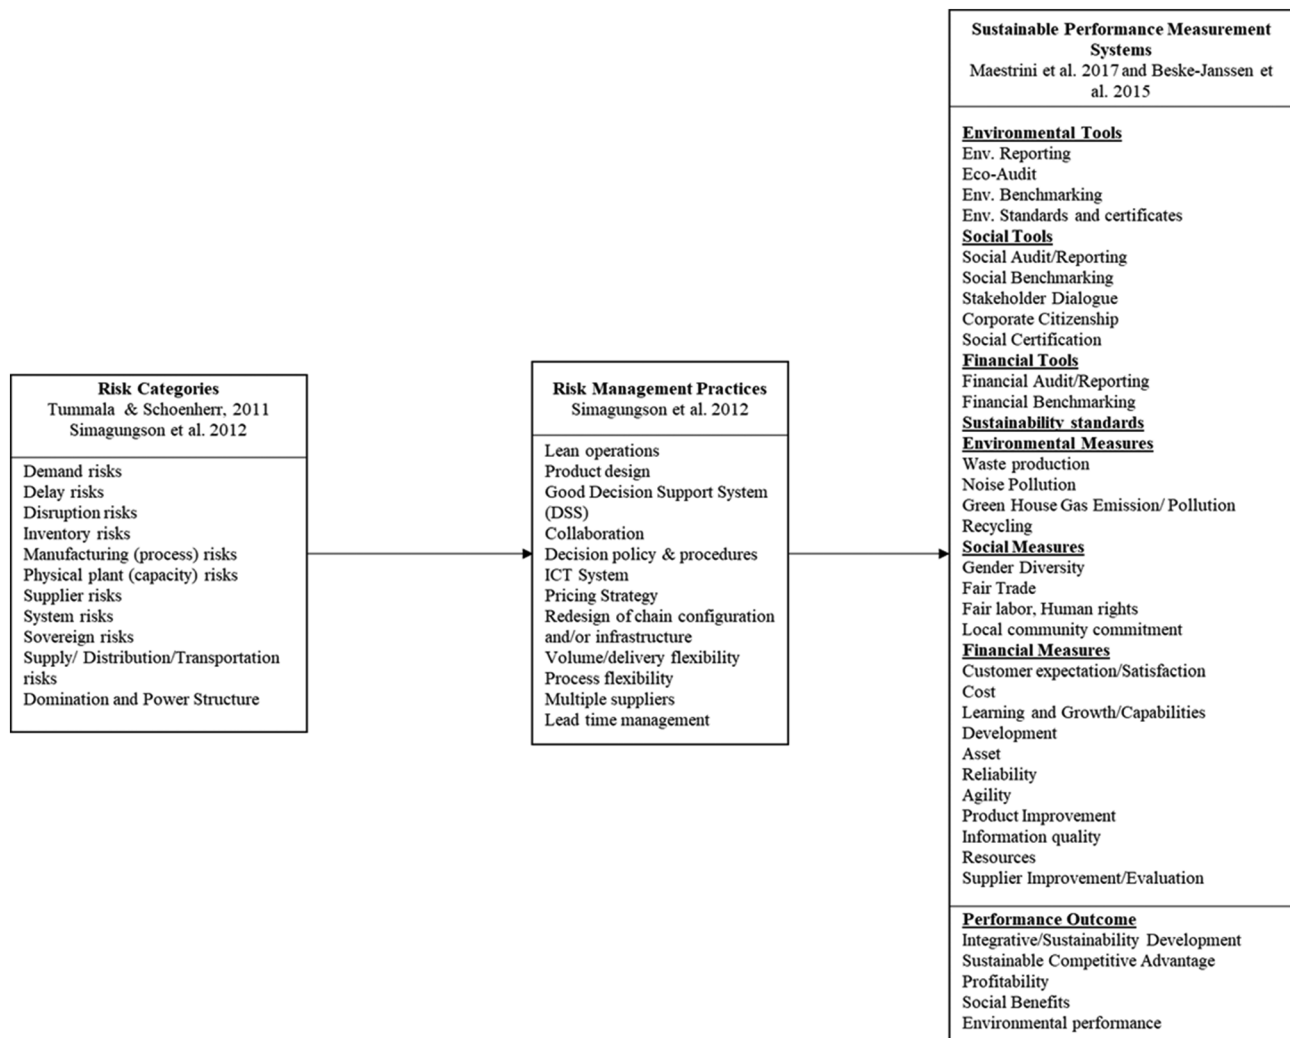 Risk Categories
Tummala & Schoenherr, 2011
Simagungson et al. 2012
Demand risks
Delay risks
Disruption risks
Inventory risks
Manufacturing (process) risks
Physical plant (capacity) risks
Supplier risks
System risks
Sovereign risks
Supply/ Distribution/Transportation
risks
Domination and Power Structure
Risk Management Practices
Simagungson et al. 2012
Lean operations
Product design
Good Decision Support System
(DSS)
Collaboration
Decision policy & procedures
ICT System
Pricing Strategy
Redesign of chain configuration
and/or infrastructure
Volume/delivery flexibility
Process flexibility
Multiple suppliers
Lead time management
Sustainable Performance Measurement
Systems
Maestrini et al. 2017 and Beske-Janssen et
al. 2015
Environmental Tools
Env. Reporting
Eco-Audit
Env. Benchmarking
Env. Standards and certificates
Social Tools
Social Audit/Reporting
Social Benchmarking
Stakeholder Dialogue
Corporate Citizenship
Social Certification
Financial Tools
Financial Audit/Reporting
Financial Benchmarking
Sustainability standards
Environmental Measures
Waste production
Noise Pollution
Green House Gas Emission/ Pollution
Recycling
Social Measures
Gender Diversity
Fair Trade
Fair labor, Human rights
Local community commitment
Financial Measures
Customer expectation/Satisfaction
Cost
Learning and Growth/Capabilities
Development
Asset
Reliability
Agility
Product Improvement
Information quality
Resources
Supplier Improvement/Evaluation
Performance Outcome
Integrative/Sustainability Development
Sustainable Competitive Advantage
Profitability
Social Benefits
Environmental performance